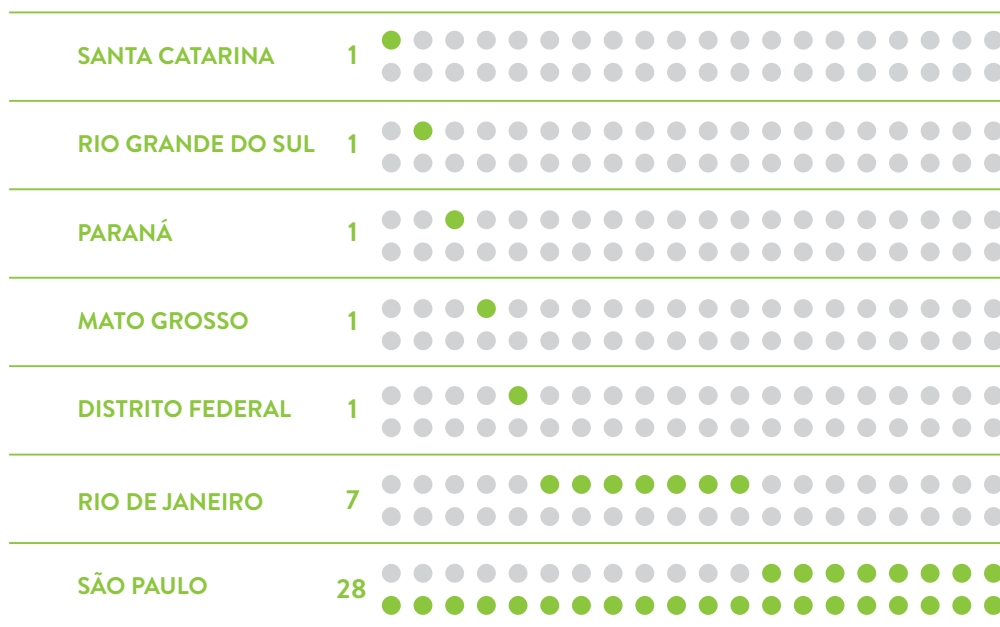 SANTA CATARINA 1
RIO GRANDE DO SUL 1
PARANÁ 1
MATO GROSSO 1
DISTRITO FEDERAL 1
RIO DE JANEIRO 7
SÃO PAULO 28